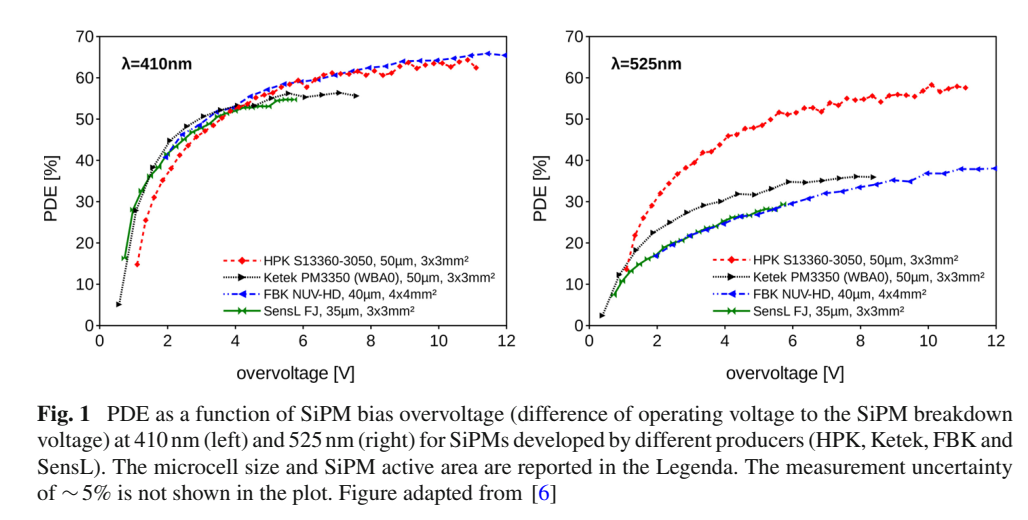 λ=410nm
PDE [%]
70
60
50
40
30
20
10
0
HPK S13360-3050, 50µm, 3x3mm²
Ketek PM3350 (WBA0), 50µm, 3x3mm²
FBK NUV-HD, 40µm, 4x4mm²
SensL FJ, 35µm, 3x3mm²
0 2 4 6 8 10 12
overvoltage [V]
λ=525nm
PDE [%]
70
60
50
40
30
20
10
0
HPK S13360-3050, 50µm, 3x3mm²
Ketek PM3350 (WBA0), 50µm, 3x3mm²
FBK NUV-HD, 40µm, 4x4mm²
SensL FJ, 35µm, 3x3mm²
0 2 4 6 8 10 12
overvoltage [V]
Fig. 1 PDE as a function of SiPM bias overvoltage (difference of operating voltage to the SiPM breakdown
voltage) at 410 nm (left) and 525 nm (right) for SiPMs developed by different producers (HPK, Ketek, FBK and
SensL). The microcell size and SiPM active area are reported in the Legenda. The measurement uncertainty
of ∼ 5% is not shown in the plot. Figure adapted from [6]